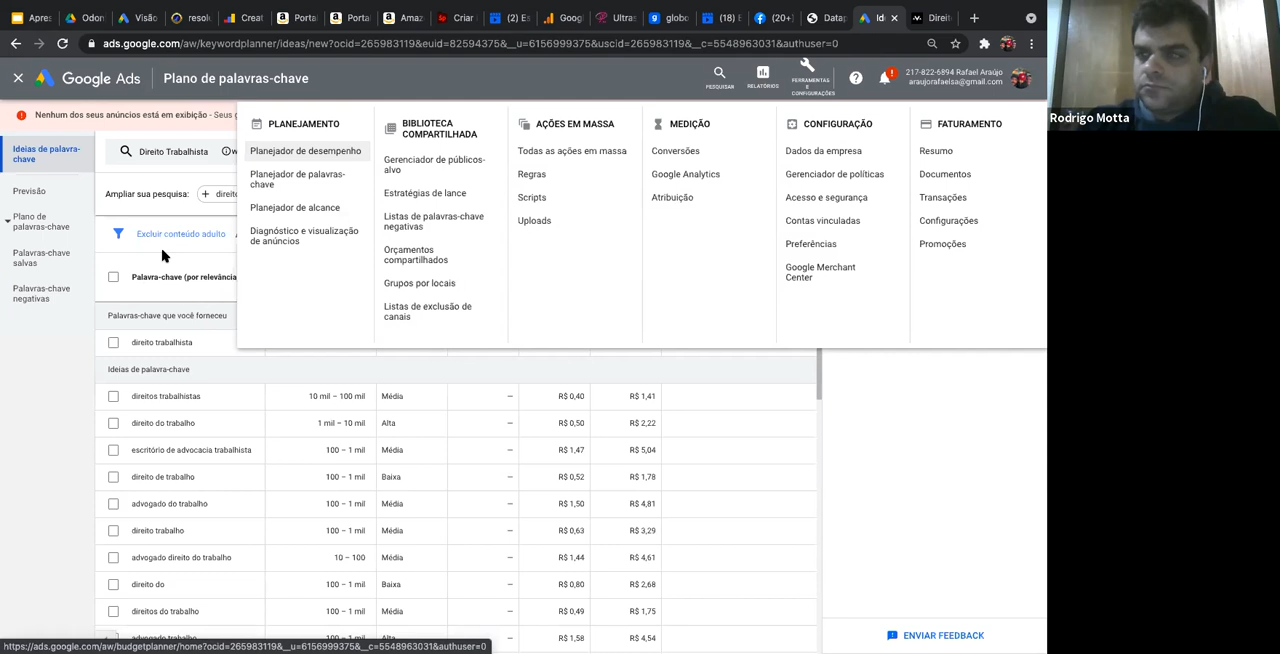 Apres
Odon
Visão
resol
Creat
Portal
Portal
Amaz
Criar
(2) Es
Goog
Ultras
globo
(18) E
(20+)
Datap
Ide
Direit
ads.google.com/aw/keywordplanner/ideas/new?ocid=265983119&euid=82594375&__u=6156999375&uscid=265983119&__c=5548963031&authuser=0
Google Ads
Plano de palavras-chave
PESQUISAR
RELATÓRIOS
FERRAMENTAS
E
CONFIGURAÇÕES
217-822-6894 Rafael Araújo
araujorafaelsa@gmail.com
Nenhum dos seus anúncios está em exibição - Seus
Ideias de palavra-
chave
Previsão
Plano de
palavras-chave
Palavras-chave
salvas
Palavras-chave
negativas
Direito Trabalhista
Ampliar sua pesquisa:
direito
Excluir conteúdo adulto
Palavra-chave (por relevância
PLANEJAMENTO
Planejador de desempenho
Planejador de palavras-
chave
Planejador de alcance
Diagnóstico e visualização
de anúncios
BIBLIOTECA
COMPARTILHADA
Gerenciador de públicos-
alvo
Estratégias de lance
Listas de palavras-chave
negativas
Orçamentos
compartilhados
Grupos por locais
Listas de exclusão de
canais
AÇÕES EM MASSA
Todas as ações em massa
Regras
Scripts
Uploads
MEDIÇÃO
Conversões
Google Analytics
Atribuição
CONFIGURAÇÃO
Dados da empresa
Gerenciador de políticas
Acesso e segurança
Contas vinculadas
Preferências
Google Merchant
Center
FATURAMENTO
Resumo
Documentos
Transações
Configurações
Promoções
Palavras-chave que você forneceu
direito trabalhista
Ideias de palavra-chave
direitos trabalhistas 10 mil – 100 mil Média – R$ 0,40 R$ 1,41
direito do trabalho 1 mil – 10 mil Alta – R$ 0,50 R$ 2,22
escritório de advocacia trabalhista 100 – 1 mil Média – R$ 1,47 R$ 5,04
direito de trabalho 100 – 1 mil Baixa – R$ 0,52 R$ 1,78
advogado do trabalho 100 – 1 mil Média – R$ 1,50 R$ 4,81
direito trabalho 100 – 1 mil Média – R$ 0,63 R$ 3,29
advogado direito do trabalho 10 – 100 Média – R$ 1,44 R$ 4,61
direito do 100 – 1 mil Baixa – R$ 0,80 R$ 2,68
direitos do trabalho 100 – 1 mil Média – R$ 0,49 R$ 1,75
advogado trabalho 100 – 1 mil Alta – R$ 1,58 R$ 4,54
ENVIAR FEEDBACK
https://ads.google.com/aw/budgetplanner/home?ocid=265983119&__u=6156999375&__c=5548963031&authuser=0
Rodrigo Motta